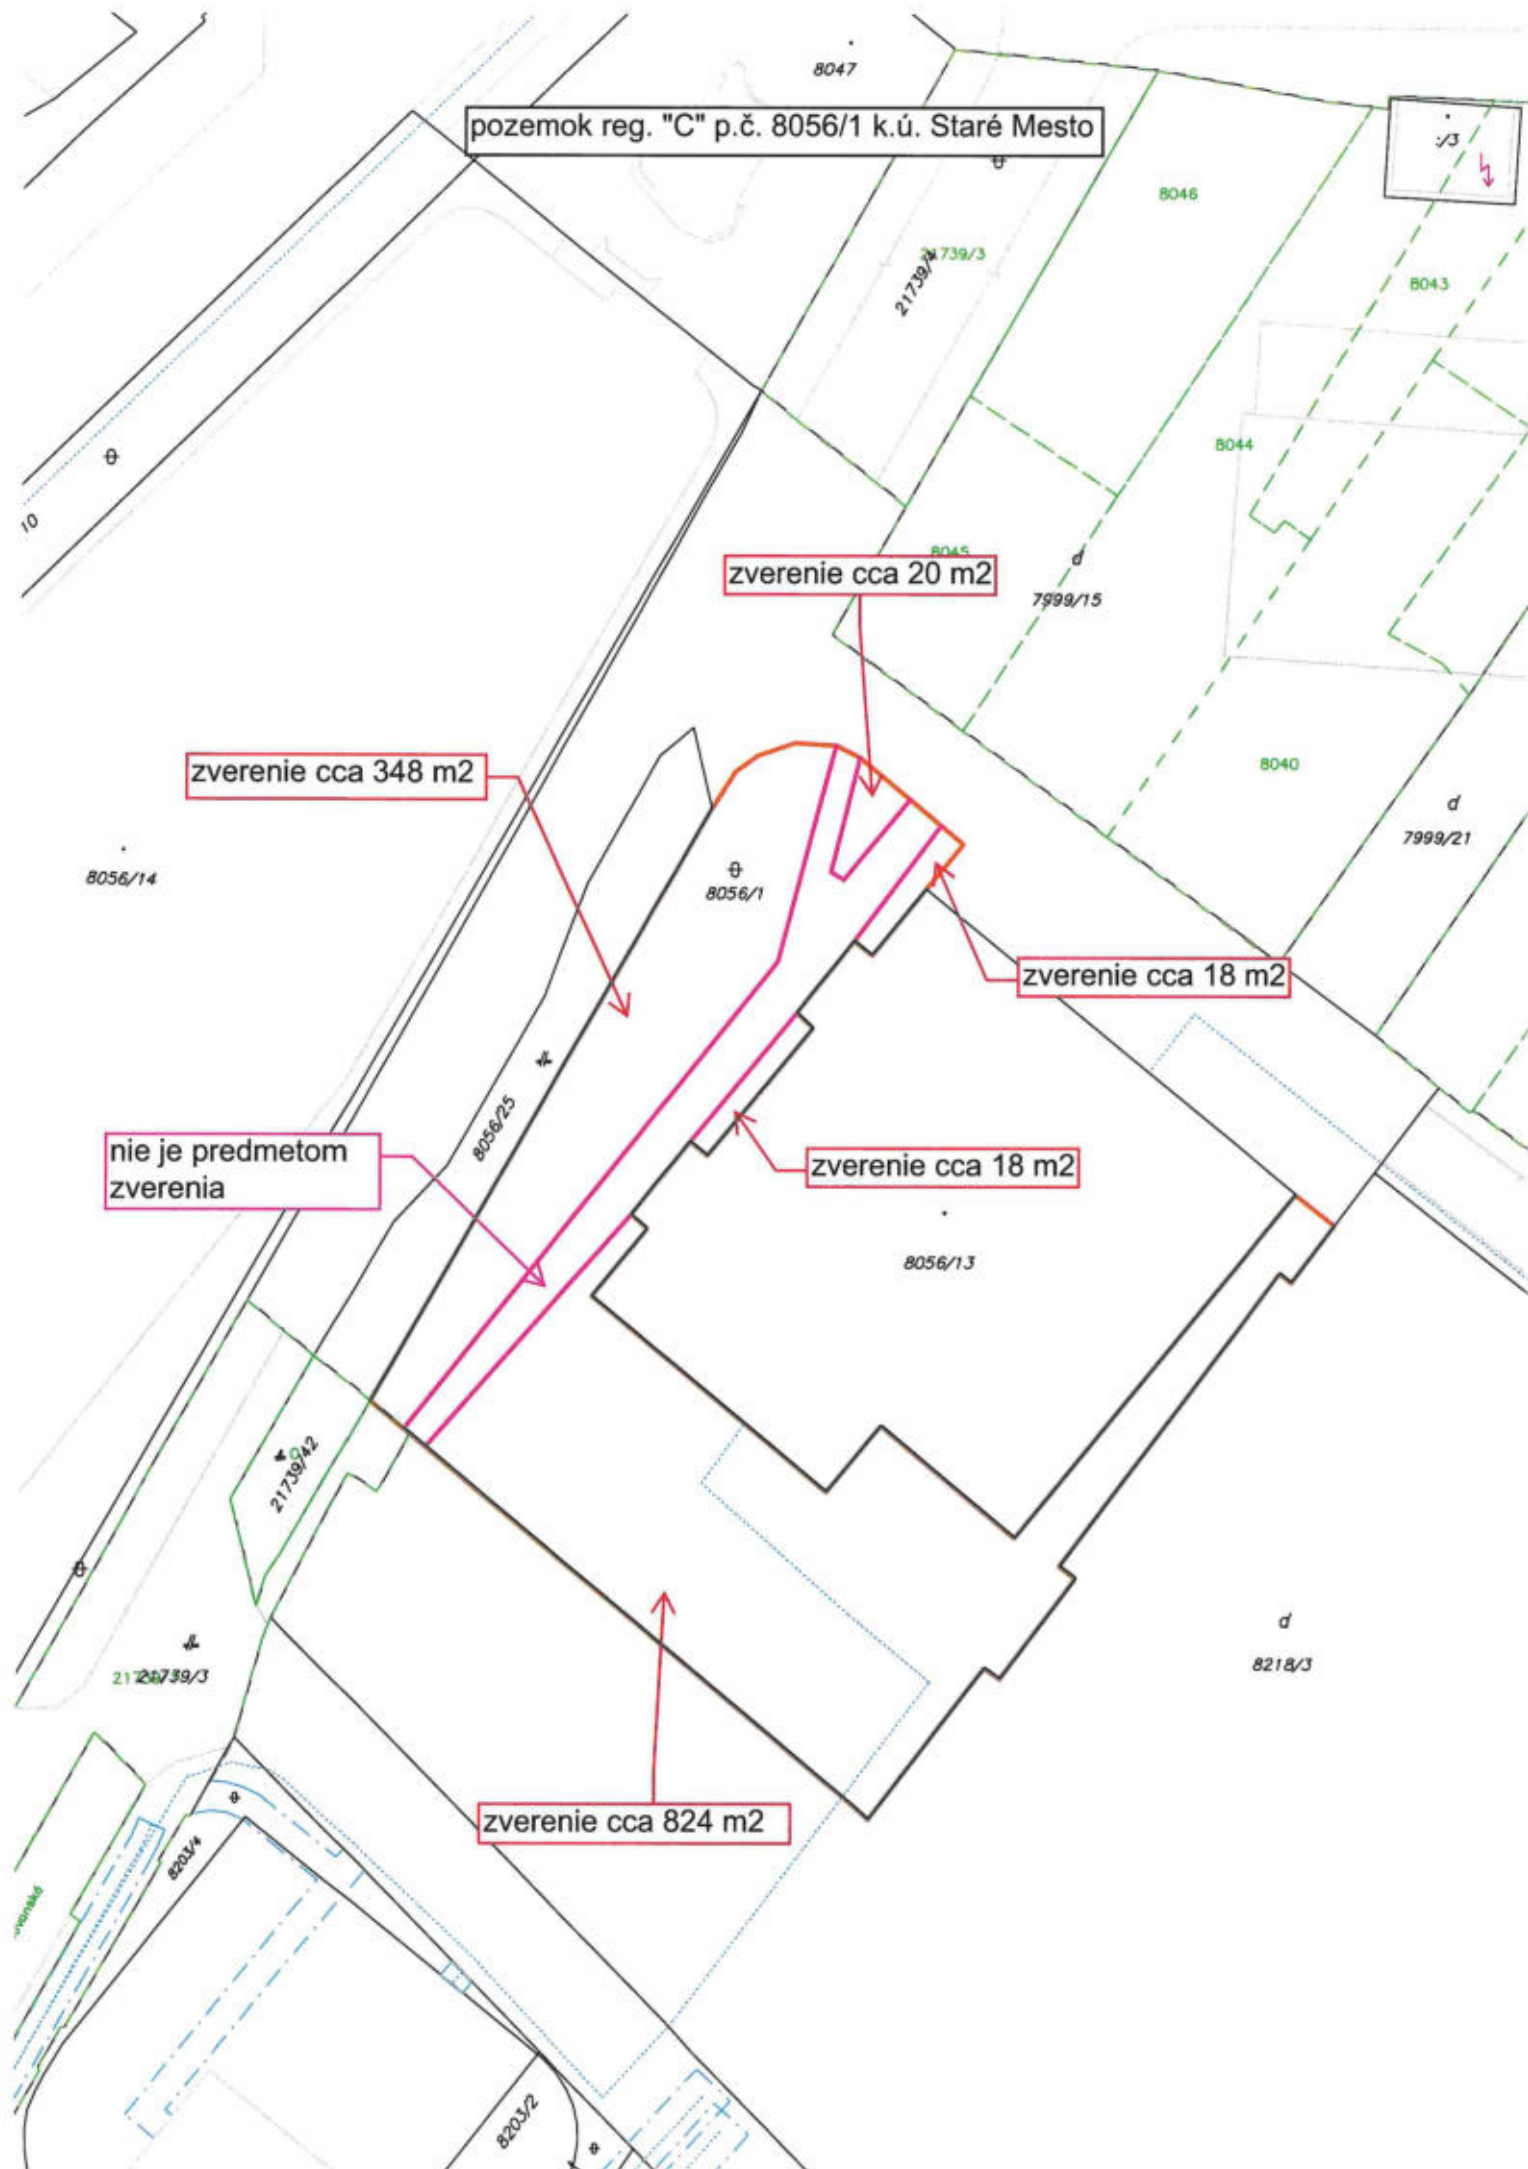 8047
pozemok reg. "C" p.č. 8056/1 k.ú. Staré Mesto
:/3
8046
21739/4
8043
8044
10
8045
zverenie cca 20 m2
d
7999/15
zverenie cca 348 m2
8040
d
7999/21
8056/14
8056/1
zverenie cca 18 m2
8056/25
nie je predmetom
zverenia
zverenie cca 18 m2
8056/13
21739/42
21739/3
d
8218/3
zverenie cca 824 m2
8203/4
8203/2